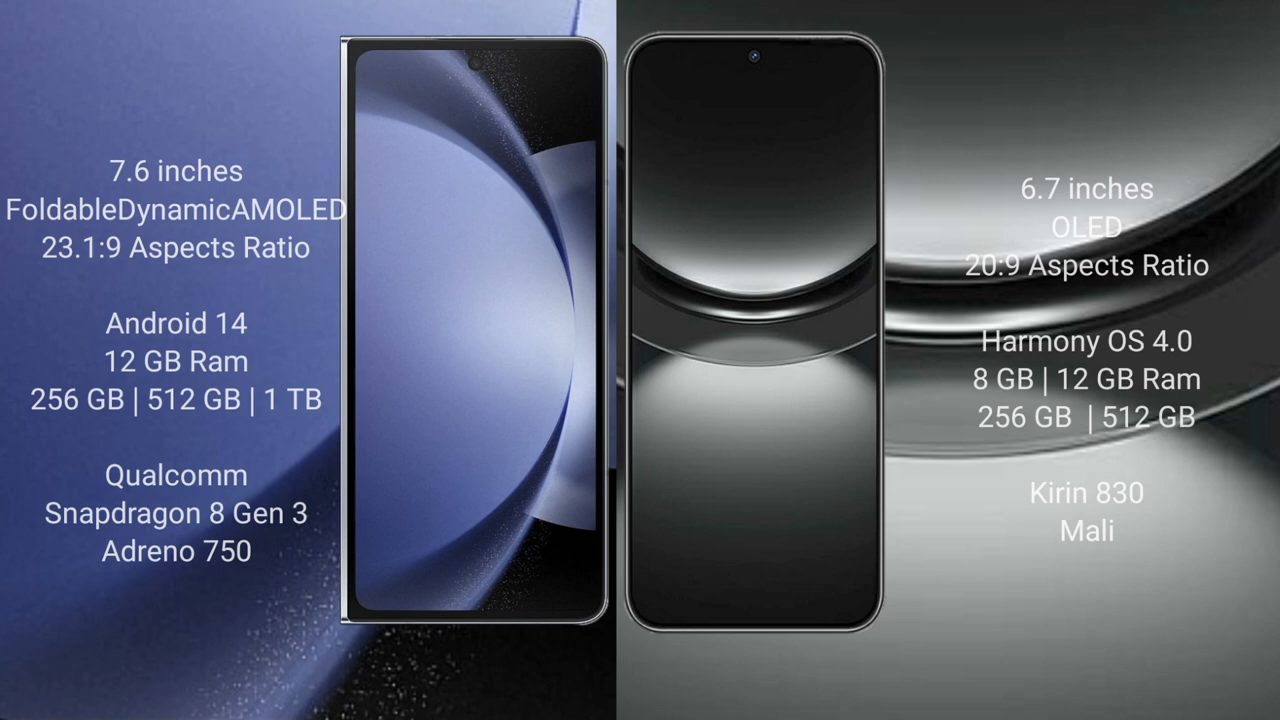 7.6 inches
FoldableDynamicAMOLED
23.1:9 Aspects Ratio
Android 14
12 GB Ram
256 GB | 512 GB | 1 TB
Qualcomm
Snapdragon 8 Gen 3
Adreno 750
6.7 inches
OLED
20:9 Aspects Ratio
Harmony OS 4.0
8 GB | 12 GB Ram
256 GB  | 512 GB
Kirin 830
Mali